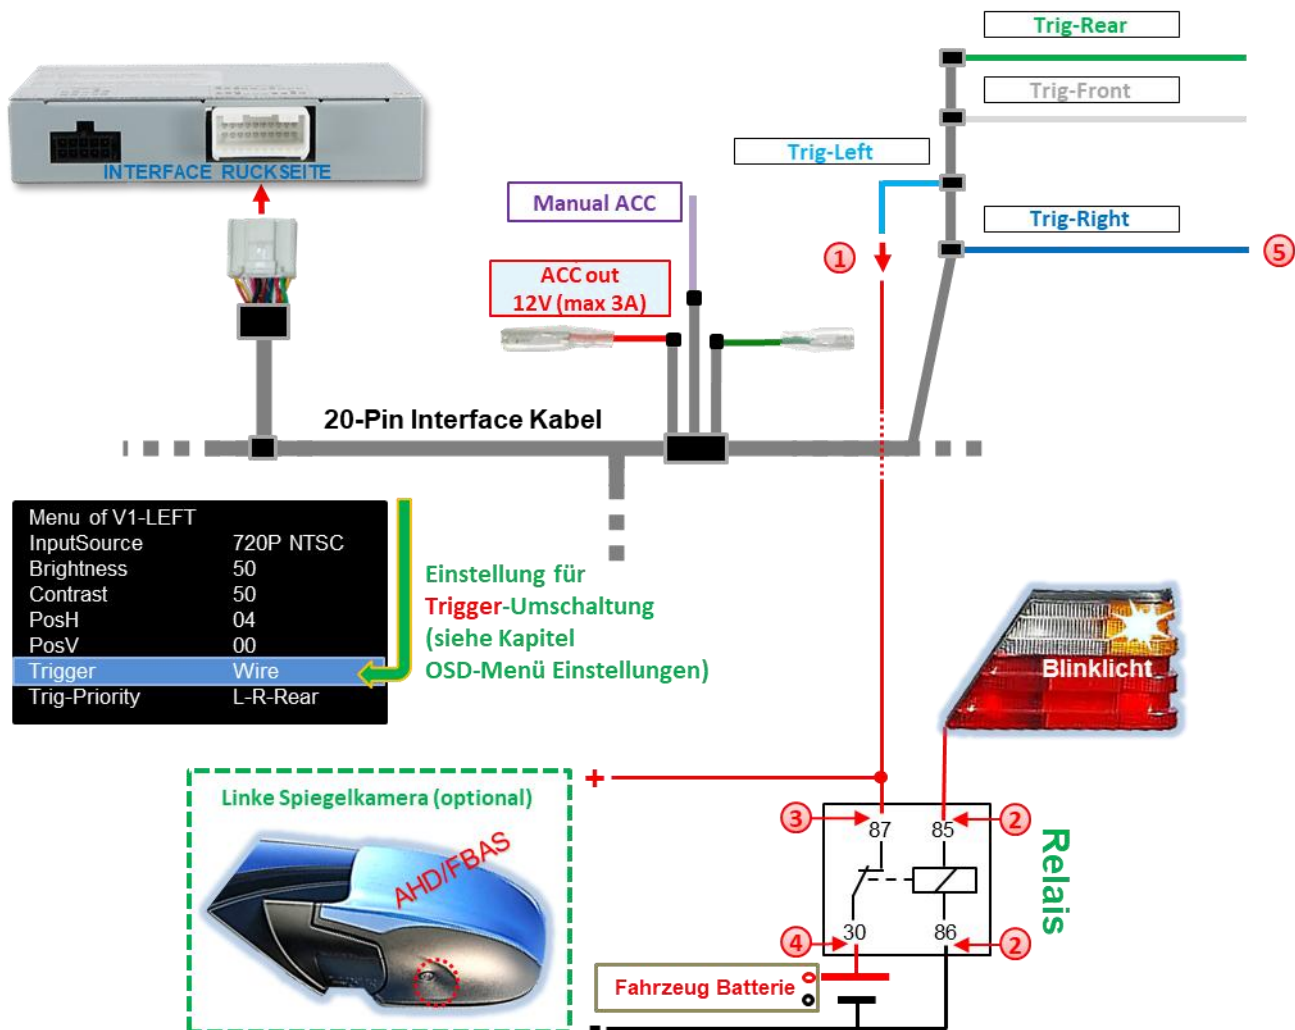 Trig-Rear
Trig-Front
Trig-Left
Trig-Right
INTERFACE RÜCKSEITE
Manual ACC
ACC out
12V (max 3A)
1
5
20-Pin Interface Kabel
Menu of V1-LEFT
InputSource 720P NTSC
Brightness 50
Contrast 50
PosH 04
PosV 00
Trigger Wire
Trig-Priority L-R-Rear
Einstellung für
Trigger-Umschaltung
(siehe Kapitel
OSD-Menü Einstellungen)
Blinklicht
Linke Spiegelkamera (optional)
AHD/FBAS
+
3
87
85
2
Relais
4
30
86
2
Fahrzeug Batterie
-